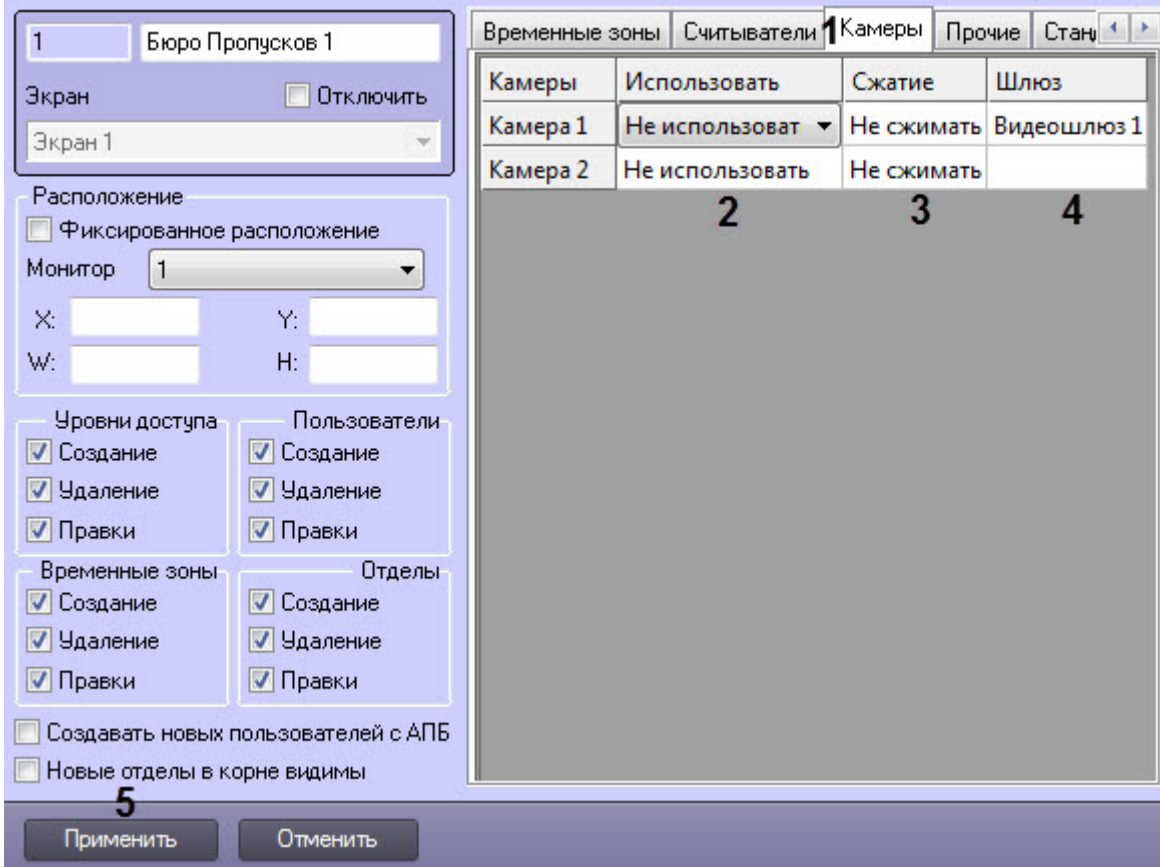 1 Бюро Пропусков 1
Экран Отключить
Экран 1
Расположение
Фиксированное расположение
Монитор 1
X: Y:
W: H:
Уровни доступа Пользователи
Создание Создание
Удаление Удаление
Правки Правки
Временные зоны Отделы
Создание Создание
Удаление Удаление
Правки Правки
Создавать новых пользователей с АПБ
Новые отделы в корне видимы
5
Применить Отменить
Временные зоны Считыватели 1 Камеры Прочие Станд
Камеры Использовать Сжатие Шлюз
Камера 1 Не использоват Не сжимать Видеошлюз 1
Камера 2 Не использовать Не сжимать
2 3 4